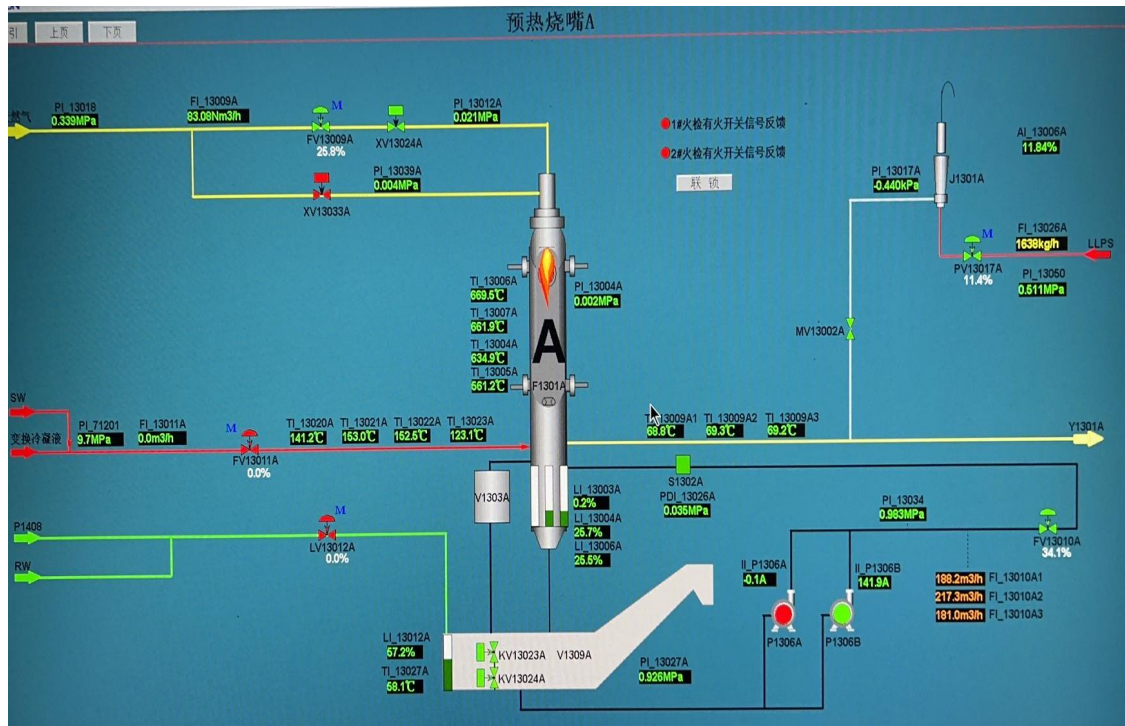 引 上页 下页
预热烧嘴A
然气
PI_13018
0.339MPa
FI_13009A
83.08Nm3/h
M
FV13009A
25.8%
XV13024A
PI_13012A
0.021MPa
XV13033A
PI_13039A
0.004MPa
1#火检有火开关信号反馈
2#火检有火开关信号反馈
联锁
AI_13006A
11.84%
PI_13017A
-0.440kPa
J1301A
FI_13026A
1638kg/h
LLPS
M
PV13017A
11.4%
PI_13050
0.511MPa
TI_13006A
669.5℃
PI_13004A
0.002MPa
TI_13007A
661.9℃
TI_13004A
634.9℃
TI_13005A
561.2℃
A
F1301A
MV13002A
SW
变换冷凝液
PI_71201
9.7MPa
FI_13011A
0.0m3/h
M
FV13011A
0.0%
TI_13020A
141.2℃
TI_13021A
153.0℃
TI_13022A
152.5℃
TI_13023A
123.1℃
13009A1
68.8℃
TI_13009A2
69.3℃
TI_13009A3
69.2℃
Y1301A
V1303A
S1302A
PDI_13026A
0.035MPa
LI_13003A
0.2%
LI_13004A
25.7%
LI_13006A
25.5%
PI_13034
0.983MPa
FV13010A
34.1%
P1408
RW
M
LV13012A
0.0%
II_P1306A
-0.1A
II_P1306B
141.9A
188.2m3/h FI_13010A1
217.3m3/h FI_13010A2
181.0m3/h FI_13010A3
P1306A
P1306B
LI_13012A
57.2%
TI_13027A
58.1℃
KV13023A
KV13024A
V1309A
PI_13027A
0.926MPa